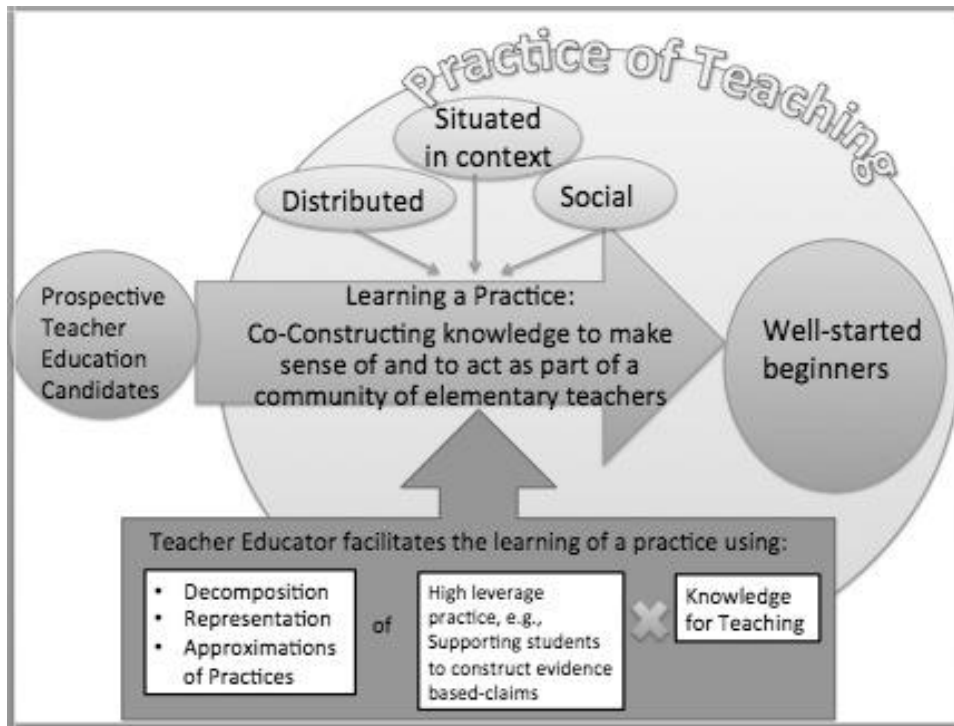 Practice of Teaching
Situated
in context
Distributed
Social
Prospective
Teacher
Education
Candidates
Learning a Practice:
Co-Constructing knowledge to make
sense of and to act as part of a
community of elementary teachers
Well-started
beginners
Teacher Educator facilitates the learning of a practice using:
• Decomposition
• Representation
• Approximations
of Practices
of
High leverage
practice, e.g.,
Supporting students
to construct evidence
based-claims
Knowledge
for Teaching